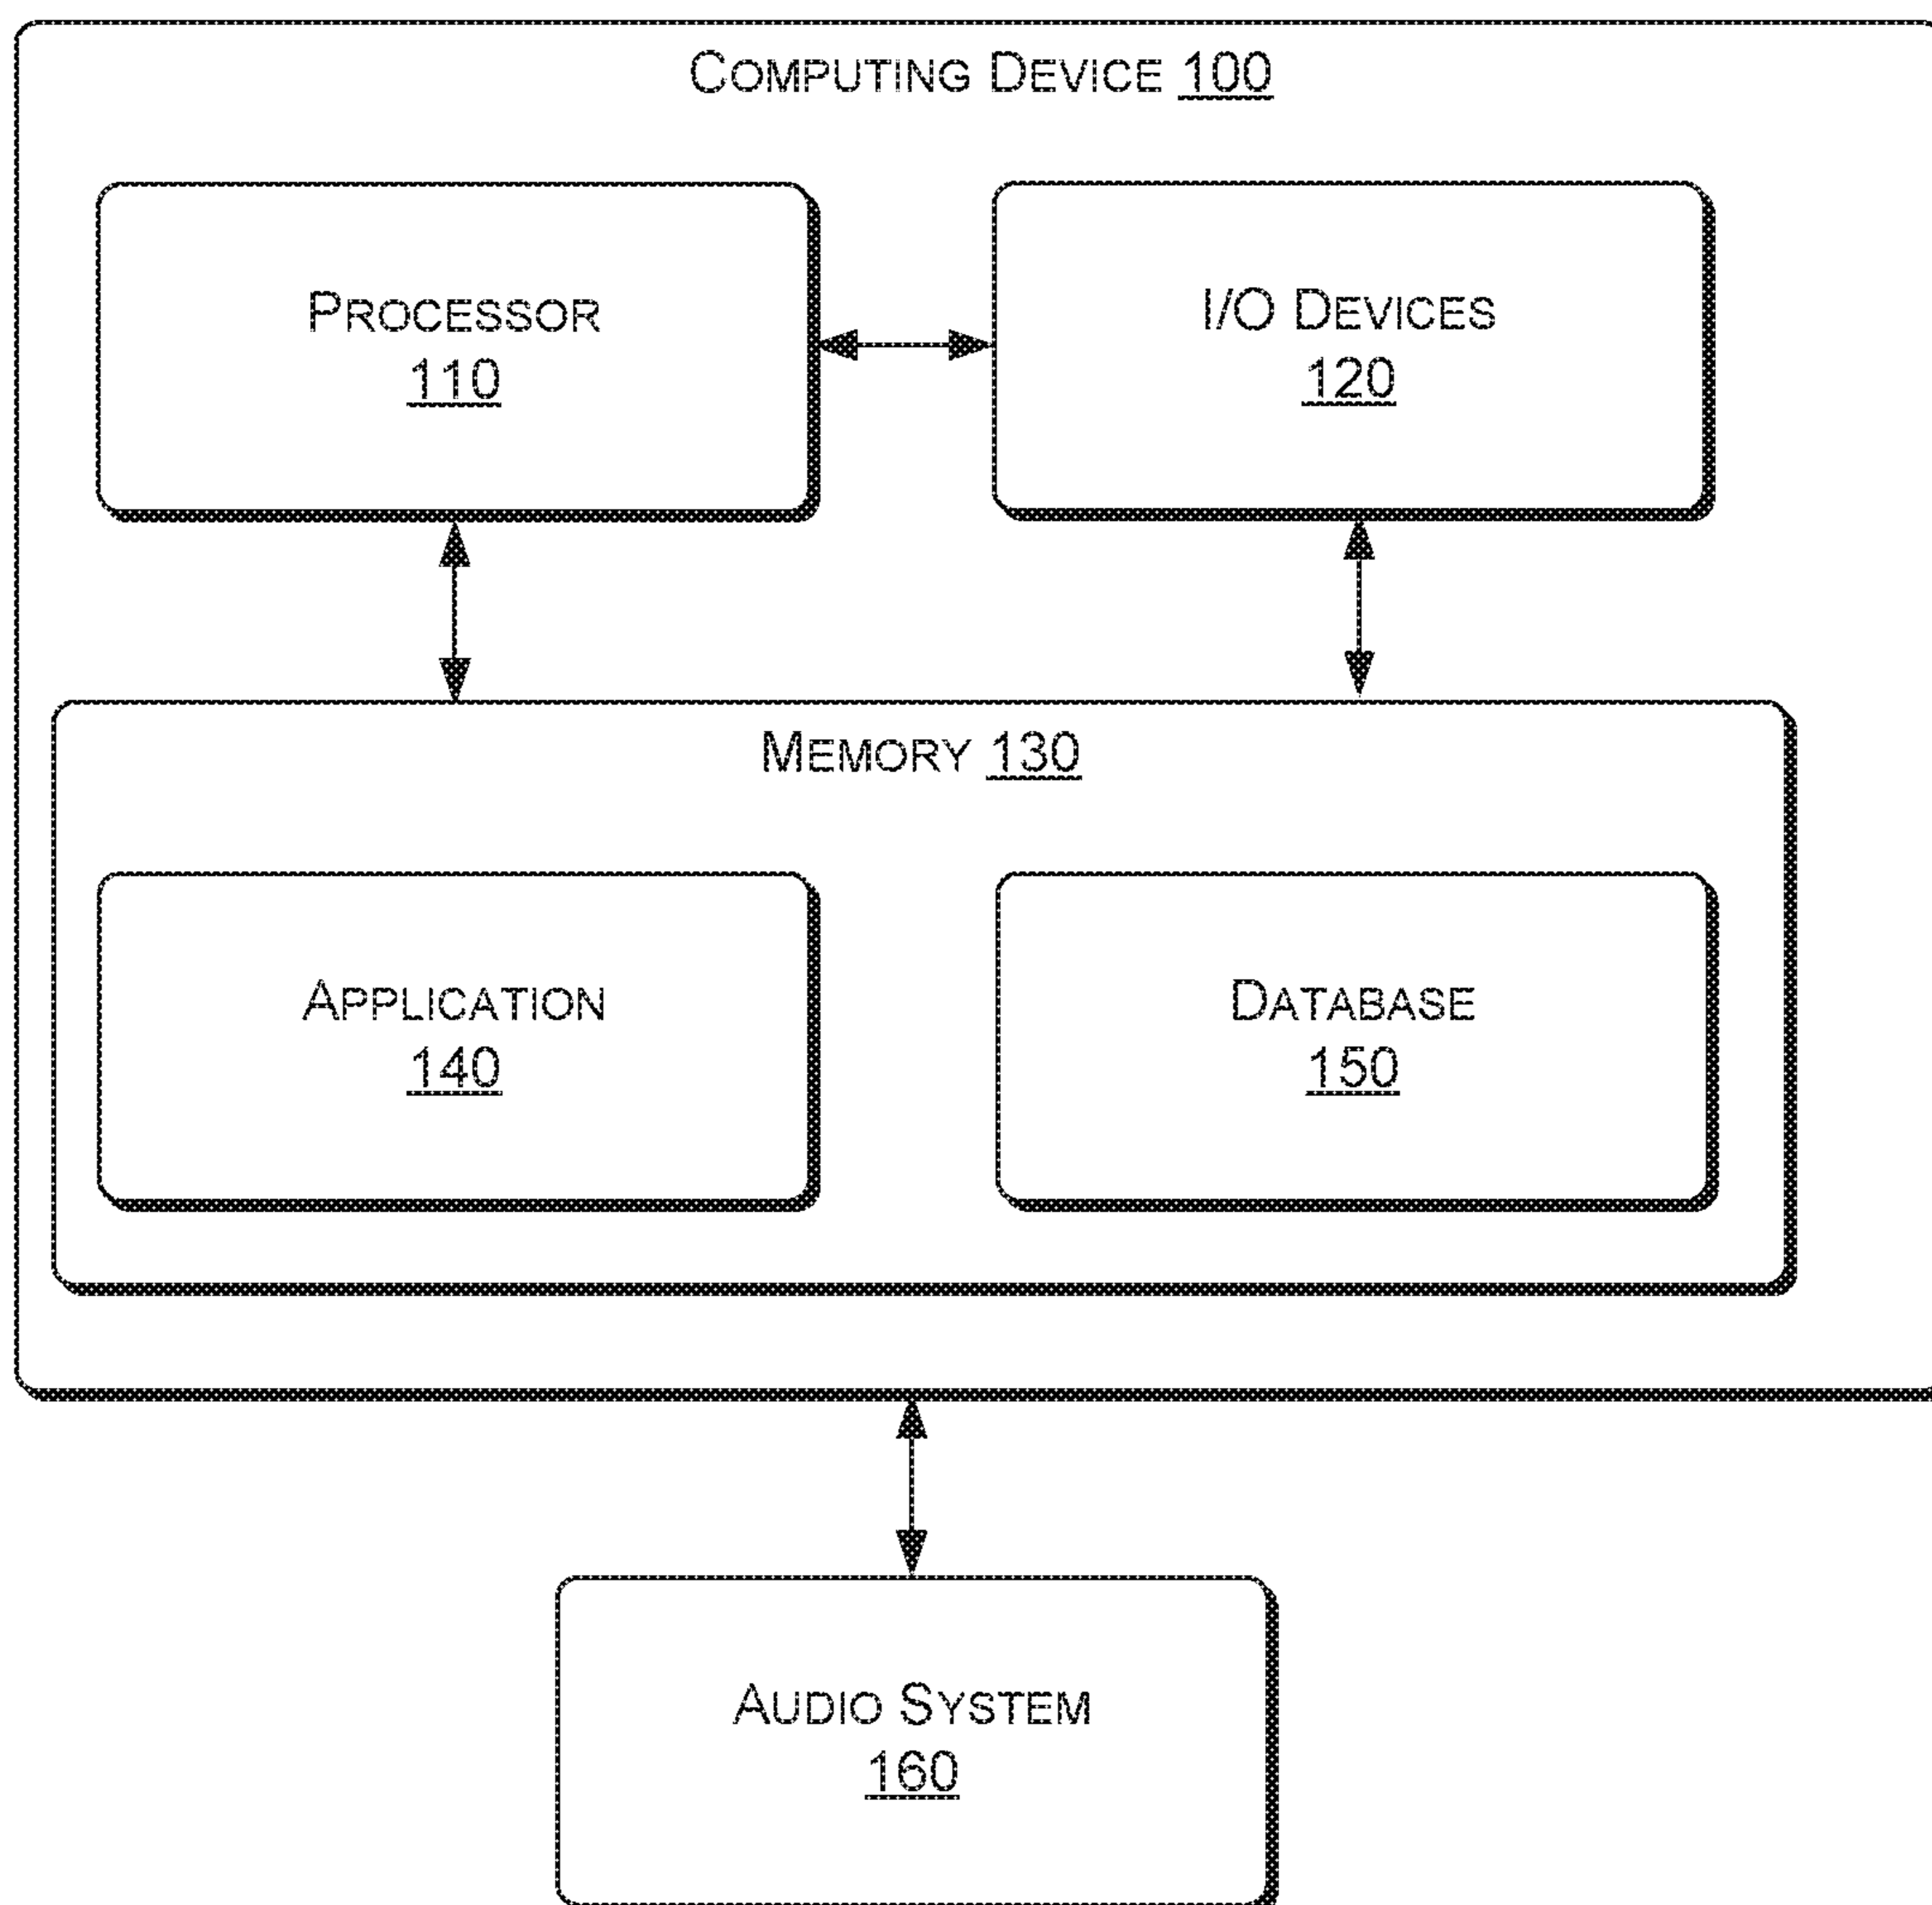 COMPUTING DEVICE 100
PROCESSOR
110
I/O DEVICES
120
MEMORY 130
APPLICATION
140
DATABASE
150
AUDIO SYSTEM
160